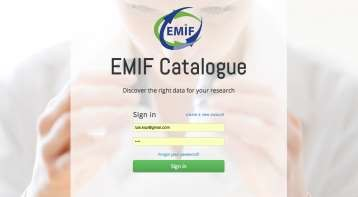 EMIF
EMIF Catalogue
Discover the right data for your research
Sign in
Create a new account
Forgot your password?
Sign in